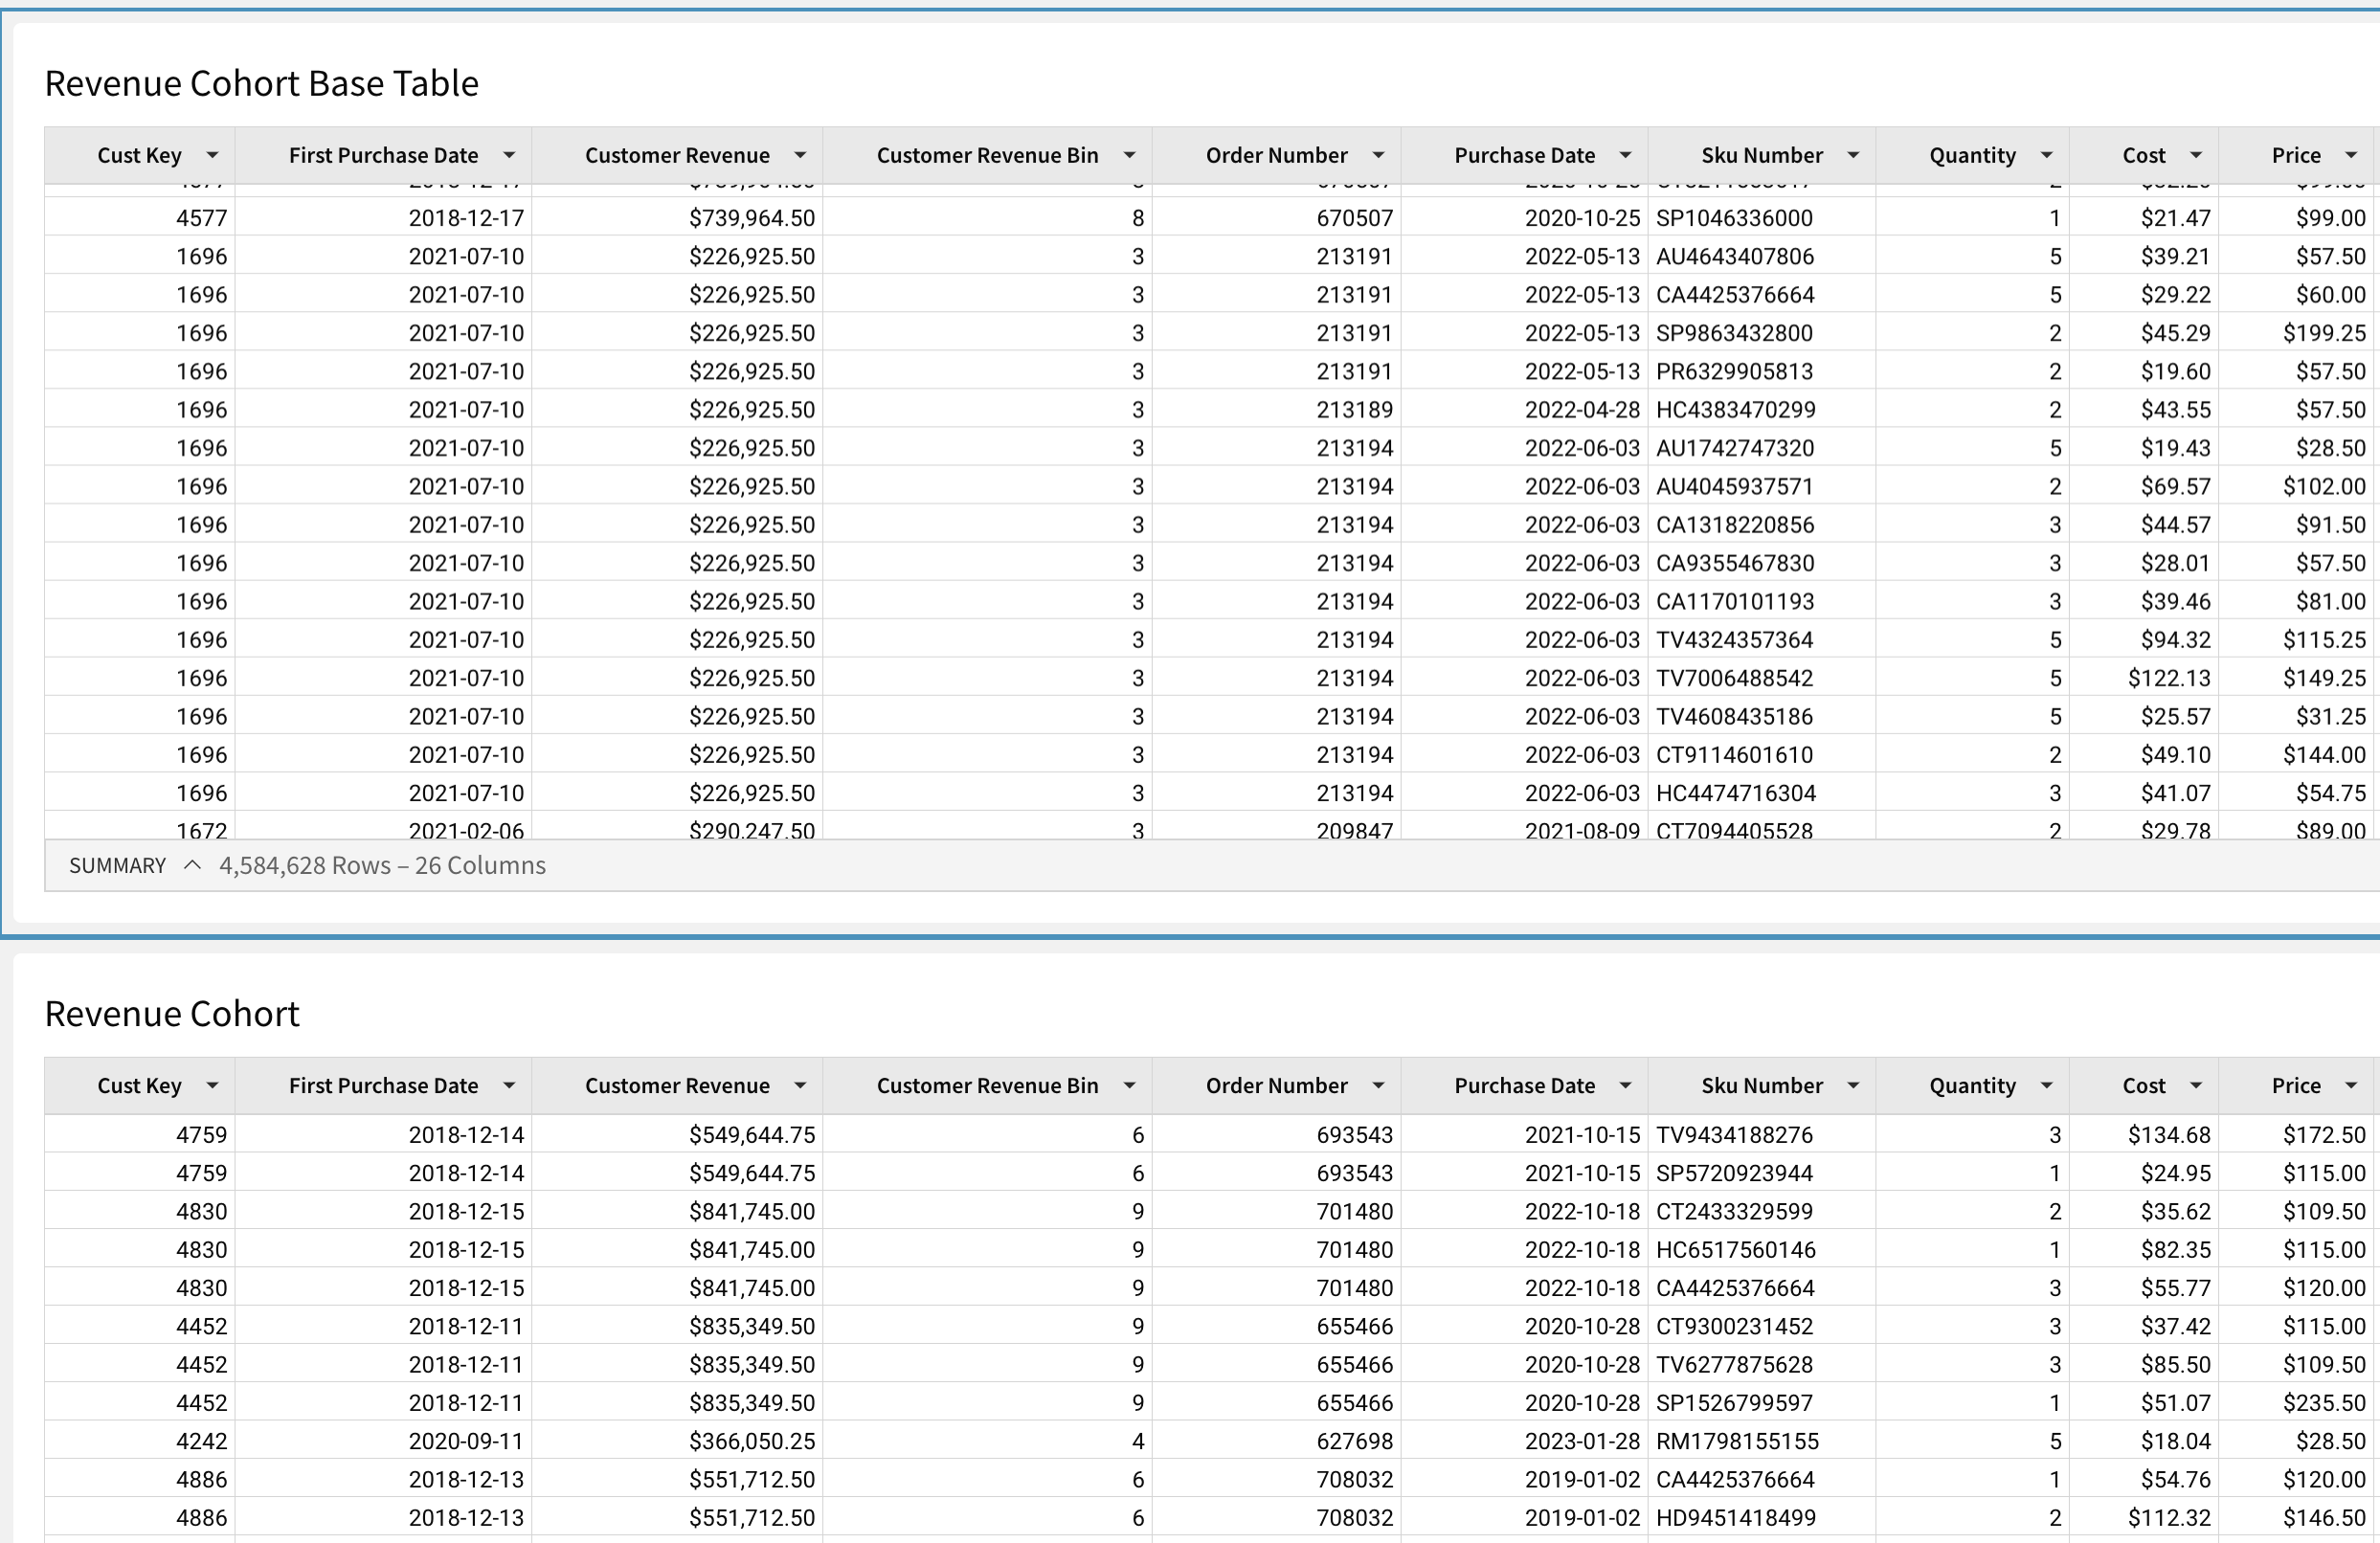 Revenue Cohort Base Table
Cust Key First Purchase Date Customer Revenue Customer Revenue Bin Order Number Purchase Date Sku Number Quantity Cost Price
4577 2018-12-17 $739,964.50 8 670507 2020-10-25 SP1046336000 1 $21.47 $99.00
1696 2021-07-10 $226,925.50 3 213191 2022-05-13 AU4643407806 5 $39.21 $57.50
1696 2021-07-10 $226,925.50 3 213191 2022-05-13 CA4425376664 5 $29.22 $60.00
1696 2021-07-10 $226,925.50 3 213191 2022-05-13 SP9863432800 2 $45.29 $199.25
1696 2021-07-10 $226,925.50 3 213191 2022-05-13 PR6329905813 2 $19.60 $57.50
1696 2021-07-10 $226,925.50 3 213189 2022-04-28 HC4383470299 2 $43.55 $57.50
1696 2021-07-10 $226,925.50 3 213194 2022-06-03 AU1742747320 5 $19.43 $28.50
1696 2021-07-10 $226,925.50 3 213194 2022-06-03 AU4045937571 2 $69.57 $102.00
1696 2021-07-10 $226,925.50 3 213194 2022-06-03 CA1318220856 3 $44.57 $91.50
1696 2021-07-10 $226,925.50 3 213194 2022-06-03 CA9355467830 3 $28.01 $57.50
1696 2021-07-10 $226,925.50 3 213194 2022-06-03 CA1170101193 3 $39.46 $81.00
1696 2021-07-10 $226,925.50 3 213194 2022-06-03 TV4324357364 5 $94.32 $115.25
1696 2021-07-10 $226,925.50 3 213194 2022-06-03 TV7006488542 5 $122.13 $149.25
1696 2021-07-10 $226,925.50 3 213194 2022-06-03 TV4608435186 5 $25.57 $31.25
1696 2021-07-10 $226,925.50 3 213194 2022-06-03 CT9114601610 2 $49.10 $144.00
1696 2021-07-10 $226,925.50 3 213194 2022-06-03 HC4474716304 3 $41.07 $54.75
1672 2021-02-06 $290,247.50 3 209847 2021-08-09 CT7094405528 2 $29.78 $89.00
SUMMARY 4,584,628 Rows – 26 Columns
Revenue Cohort
Cust Key First Purchase Date Customer Revenue Customer Revenue Bin Order Number Purchase Date Sku Number Quantity Cost Price
4759 2018-12-14 $549,644.75 6 693543 2021-10-15 TV9434188276 3 $134.68 $172.50
4759 2018-12-14 $549,644.75 6 693543 2021-10-15 SP5720923944 1 $24.95 $115.00
4830 2018-12-15 $841,745.00 9 701480 2022-10-18 CT2433329599 2 $35.62 $109.50
4830 2018-12-15 $841,745.00 9 701480 2022-10-18 HC6517560146 1 $82.35 $115.00
4830 2018-12-15 $841,745.00 9 701480 2022-10-18 CA4425376664 3 $55.77 $120.00
4452 2018-12-11 $835,349.50 9 655466 2020-10-28 CT9300231452 3 $37.42 $115.00
4452 2018-12-11 $835,349.50 9 655466 2020-10-28 TV6277875628 3 $85.50 $109.50
4452 2018-12-11 $835,349.50 9 655466 2020-10-28 SP1526799597 1 $51.07 $235.50
4242 2020-09-11 $366,050.25 4 627698 2023-01-28 RM1798155155 5 $18.04 $28.50
4886 2018-12-13 $551,712.50 6 708032 2019-01-02 CA4425376664 1 $54.76 $120.00
4886 2018-12-13 $551,712.50 6 708032 2019-01-02 HD9451418499 2 $112.32 $146.50